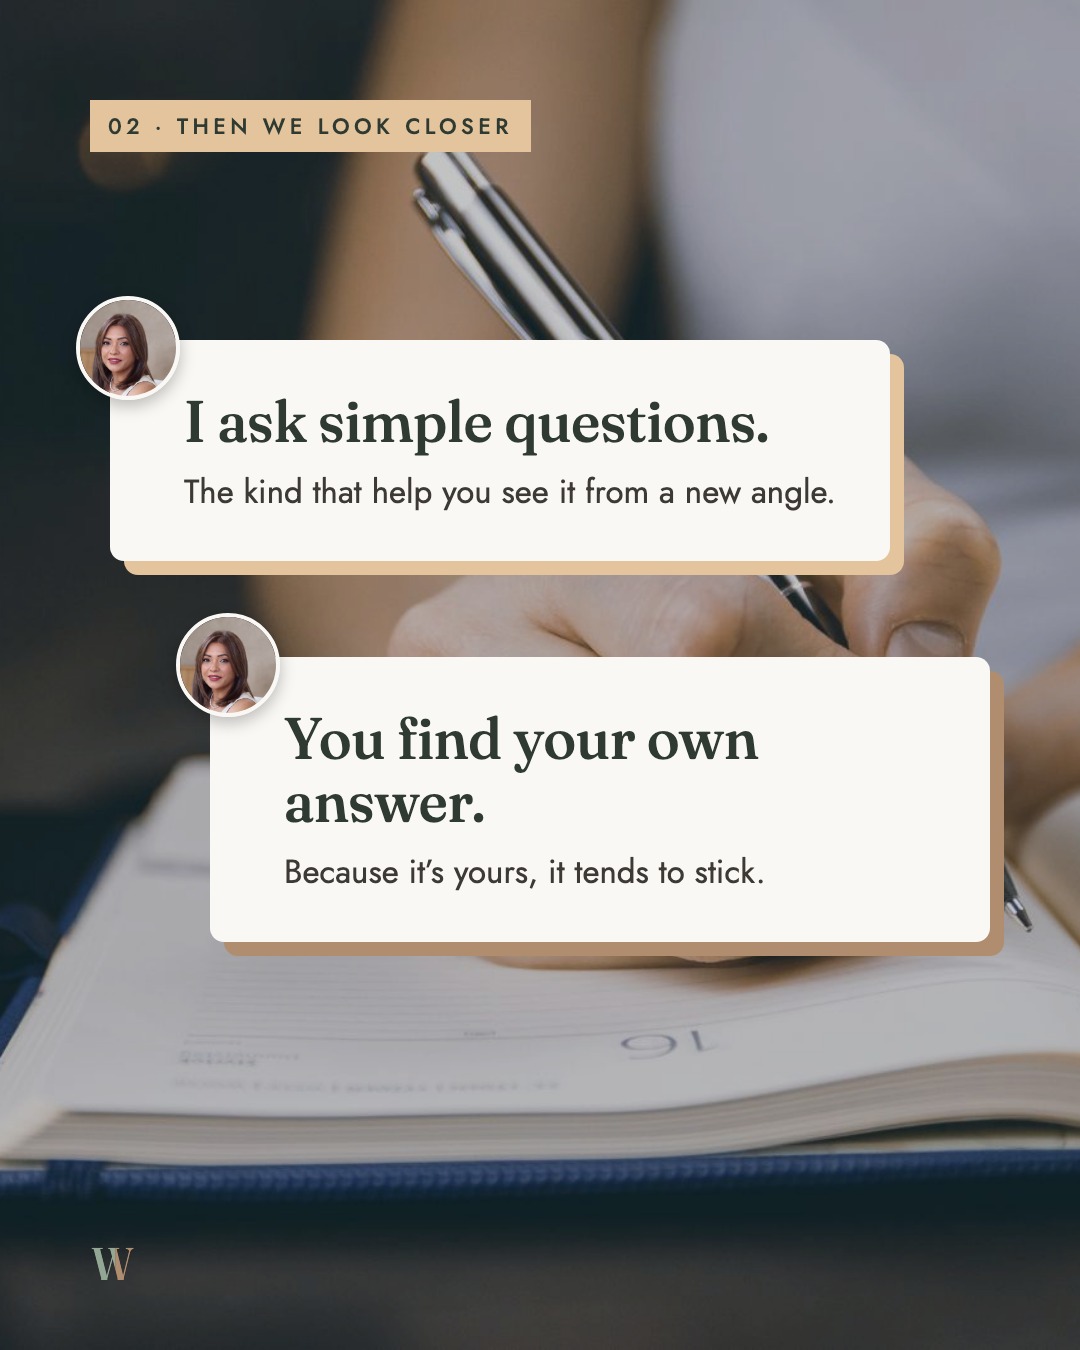 02 · THEN WE LOOK CLOSER
I ask simple questions.
The kind that help you see it from a new angle.
You find your own
answer.
Because it’s yours, it tends to stick.
16
W